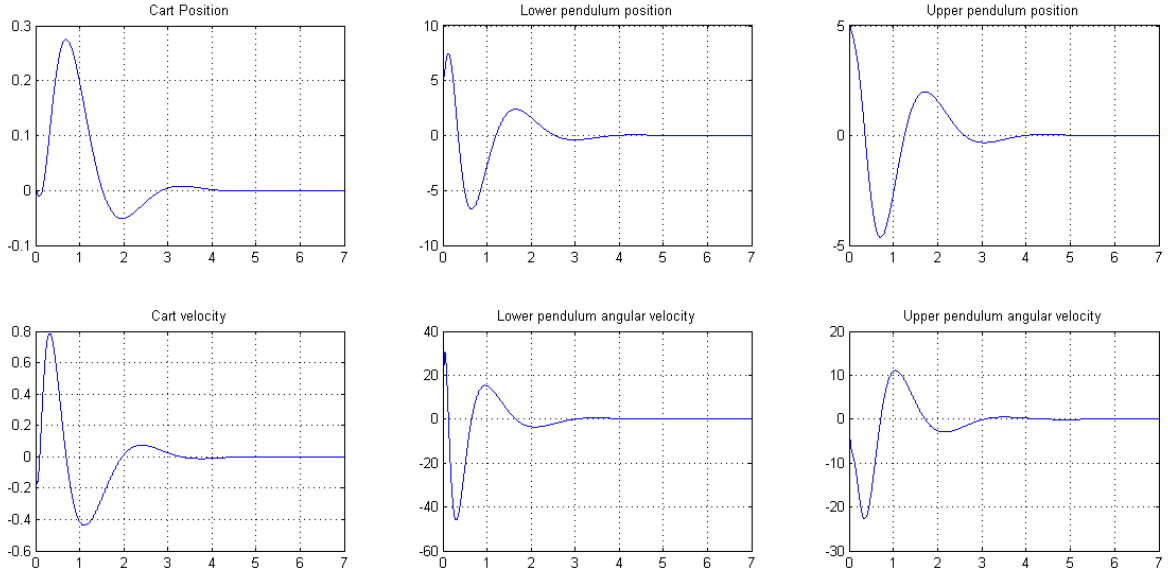 Cart Position
0.3
0.2
0.1
0
-0.1
0 1 2 3 4 5 6 7
Lower pendulum position
10
5
0
-5
-10
0 1 2 3 4 5 6 7
Upper pendulum position
5
0
-5
0 1 2 3 4 5 6 7
Cart velocity
0.8
0.6
0.4
0.2
0
-0.2
-0.4
-0.6
0 1 2 3 4 5 6 7
Lower pendulum angular velocity
40
20
0
-20
-40
-60
0 1 2 3 4 5 6 7
Upper pendulum angular velocity
20
10
0
-10
-20
-30
0 1 2 3 4 5 6 7